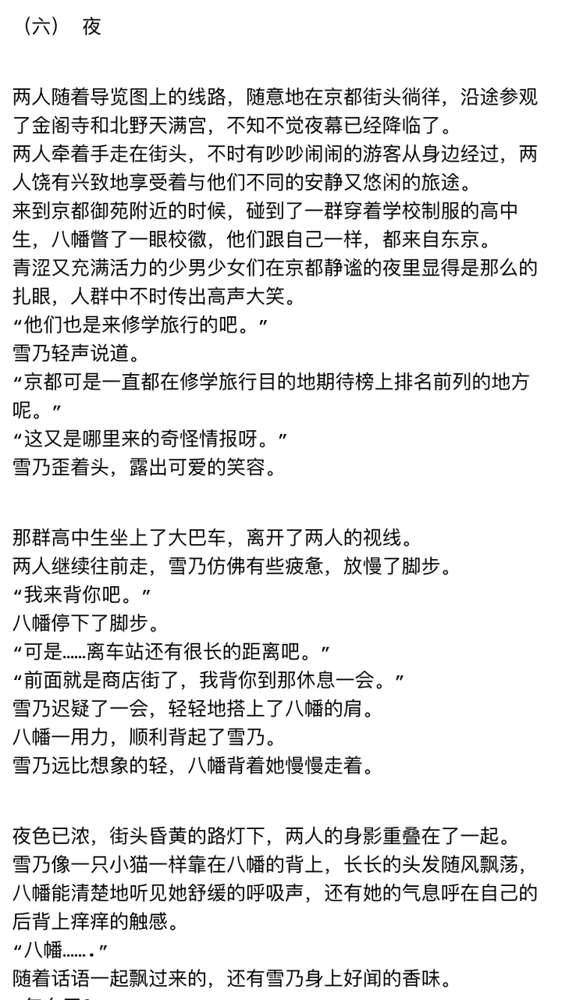 （六） 夜
两人随着导览图上的线路，随意地在京都街头徜徉，沿途参观
了金阁寺和北野天满宫，不知不觉夜幕已经降临了。
两人牵着手走在街头，不时有吵吵闹闹的游客从身边经过，两
人饶有兴致地享受着与他们不同的安静又悠闲的旅途。
来到京都御苑附近的时候，碰到了一群穿着学校制服的高中
生，八幡瞥了一眼校徽，他们跟自己一样，都来自东京。
青涩又充满活力的少男少女们在京都静谧的夜里显得是那么的
扎眼，人群中不时传出高声大笑。
“他们也是来修学旅行的吧。”
雪乃轻声说道。
“京都可是一直都在修学旅行目的地期待榜上排名前列的地方
呢。”
“这又是哪里来的奇怪情报呀。”
雪乃歪着头，露出可爱的笑容。
那群高中生坐上了大巴车，离开了两人的视线。
两人继续往前走，雪乃仿佛有些疲惫，放慢了脚步。
“我来背你吧。”
八幡停下了脚步。
“可是……离车站还有很长的距离吧。”
“前面就是商店街了，我背你到那休息一会。”
雪乃迟疑了一会，轻轻地搭上了八幡的肩。
八幡一用力，顺利背起了雪乃。
雪乃远比想象的轻，八幡背着她慢慢走着。
夜色已浓，街头昏黄的路灯下，两人的身影重叠在了一起。
雪乃像一只小猫一样靠在八幡的背上，长长的头发随风飘荡，
八幡能清楚地听见她舒缓的呼吸声，还有她的气息呼在自己的
后背上痒痒的触感。
“八幡…….”
随着话语一起飘过来的，还有雪乃身上好闻的香味。